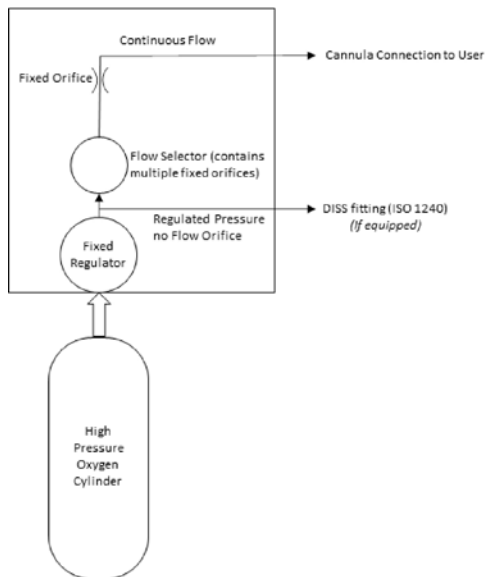 Continuous Flow
Cannula Connection to User
Fixed Orifice
Flow Selector (contains
multiple fixed orifices)
Regulated Pressure
no Flow Orifice
DISS fitting (ISO 1240)
(If equipped)
Fixed
Regulator
High
Pressure
Oxygen
Cylinder